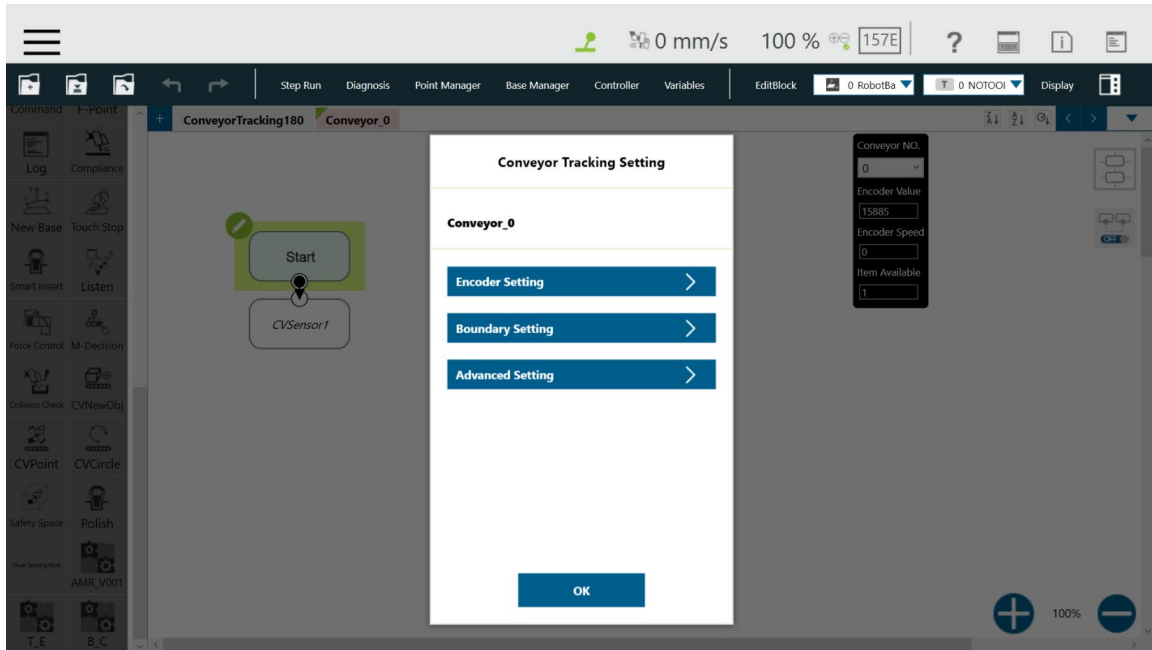 0 mm/s
100 %
157E
?
i
Step Run
Diagnosis
Point Manager
Base Manager
Controller
Variables
EditBlock
0 RobotBa
T 0 NOTOOl
Display
Command
F-Point
+
ConveyorTracking180
Conveyor_0
Log
Compliance
New Base
Touch Stop
Smart Insert
Listen
Force Control
M-Decision
Collision Check
CVNewObj
CVPoint
CVCircle
Safety Space
Polish
AMR_V001
T_E
B_C
Start
CVSensor1
Conveyor Tracking Setting
Conveyor_0
Encoder Setting
Boundary Setting
Advanced Setting
OK
Conveyor NO.
0
Encoder Value
15885
Encoder Speed
0
Item Available
1
OFF
100%